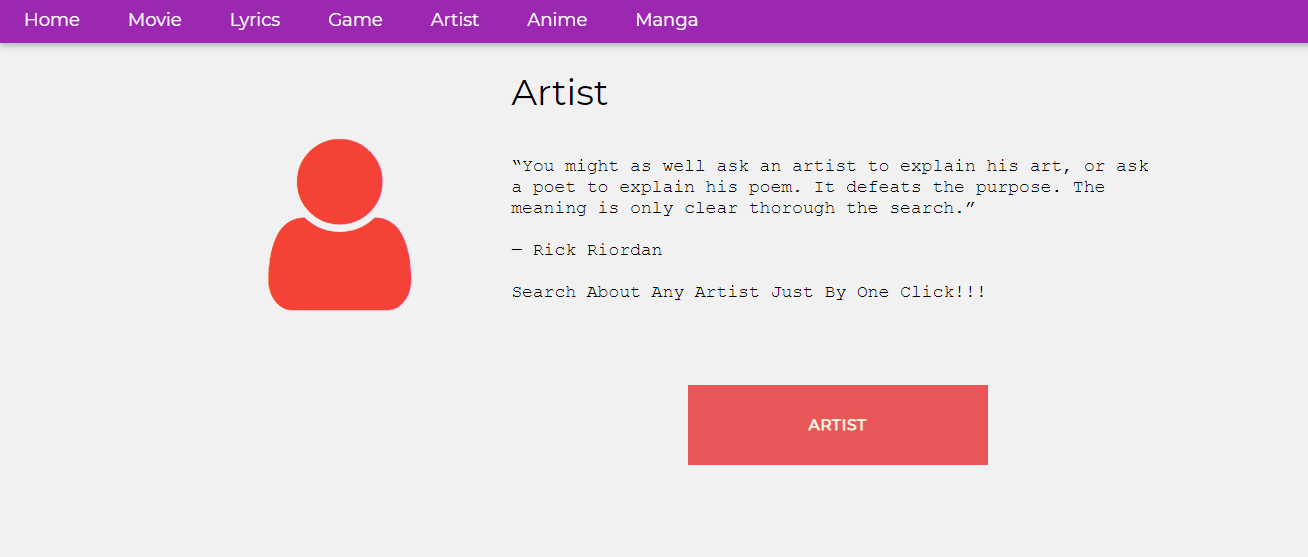 Home Movie Lyrics Game Artist Anime Manga
Artist
“You might as well ask an artist to explain his art, or ask
a poet to explain his poem. It defeats the purpose. The
meaning is only clear thorough the search.”
— Rick Riordan
Search About Any Artist Just By One Click!!!
ARTIST